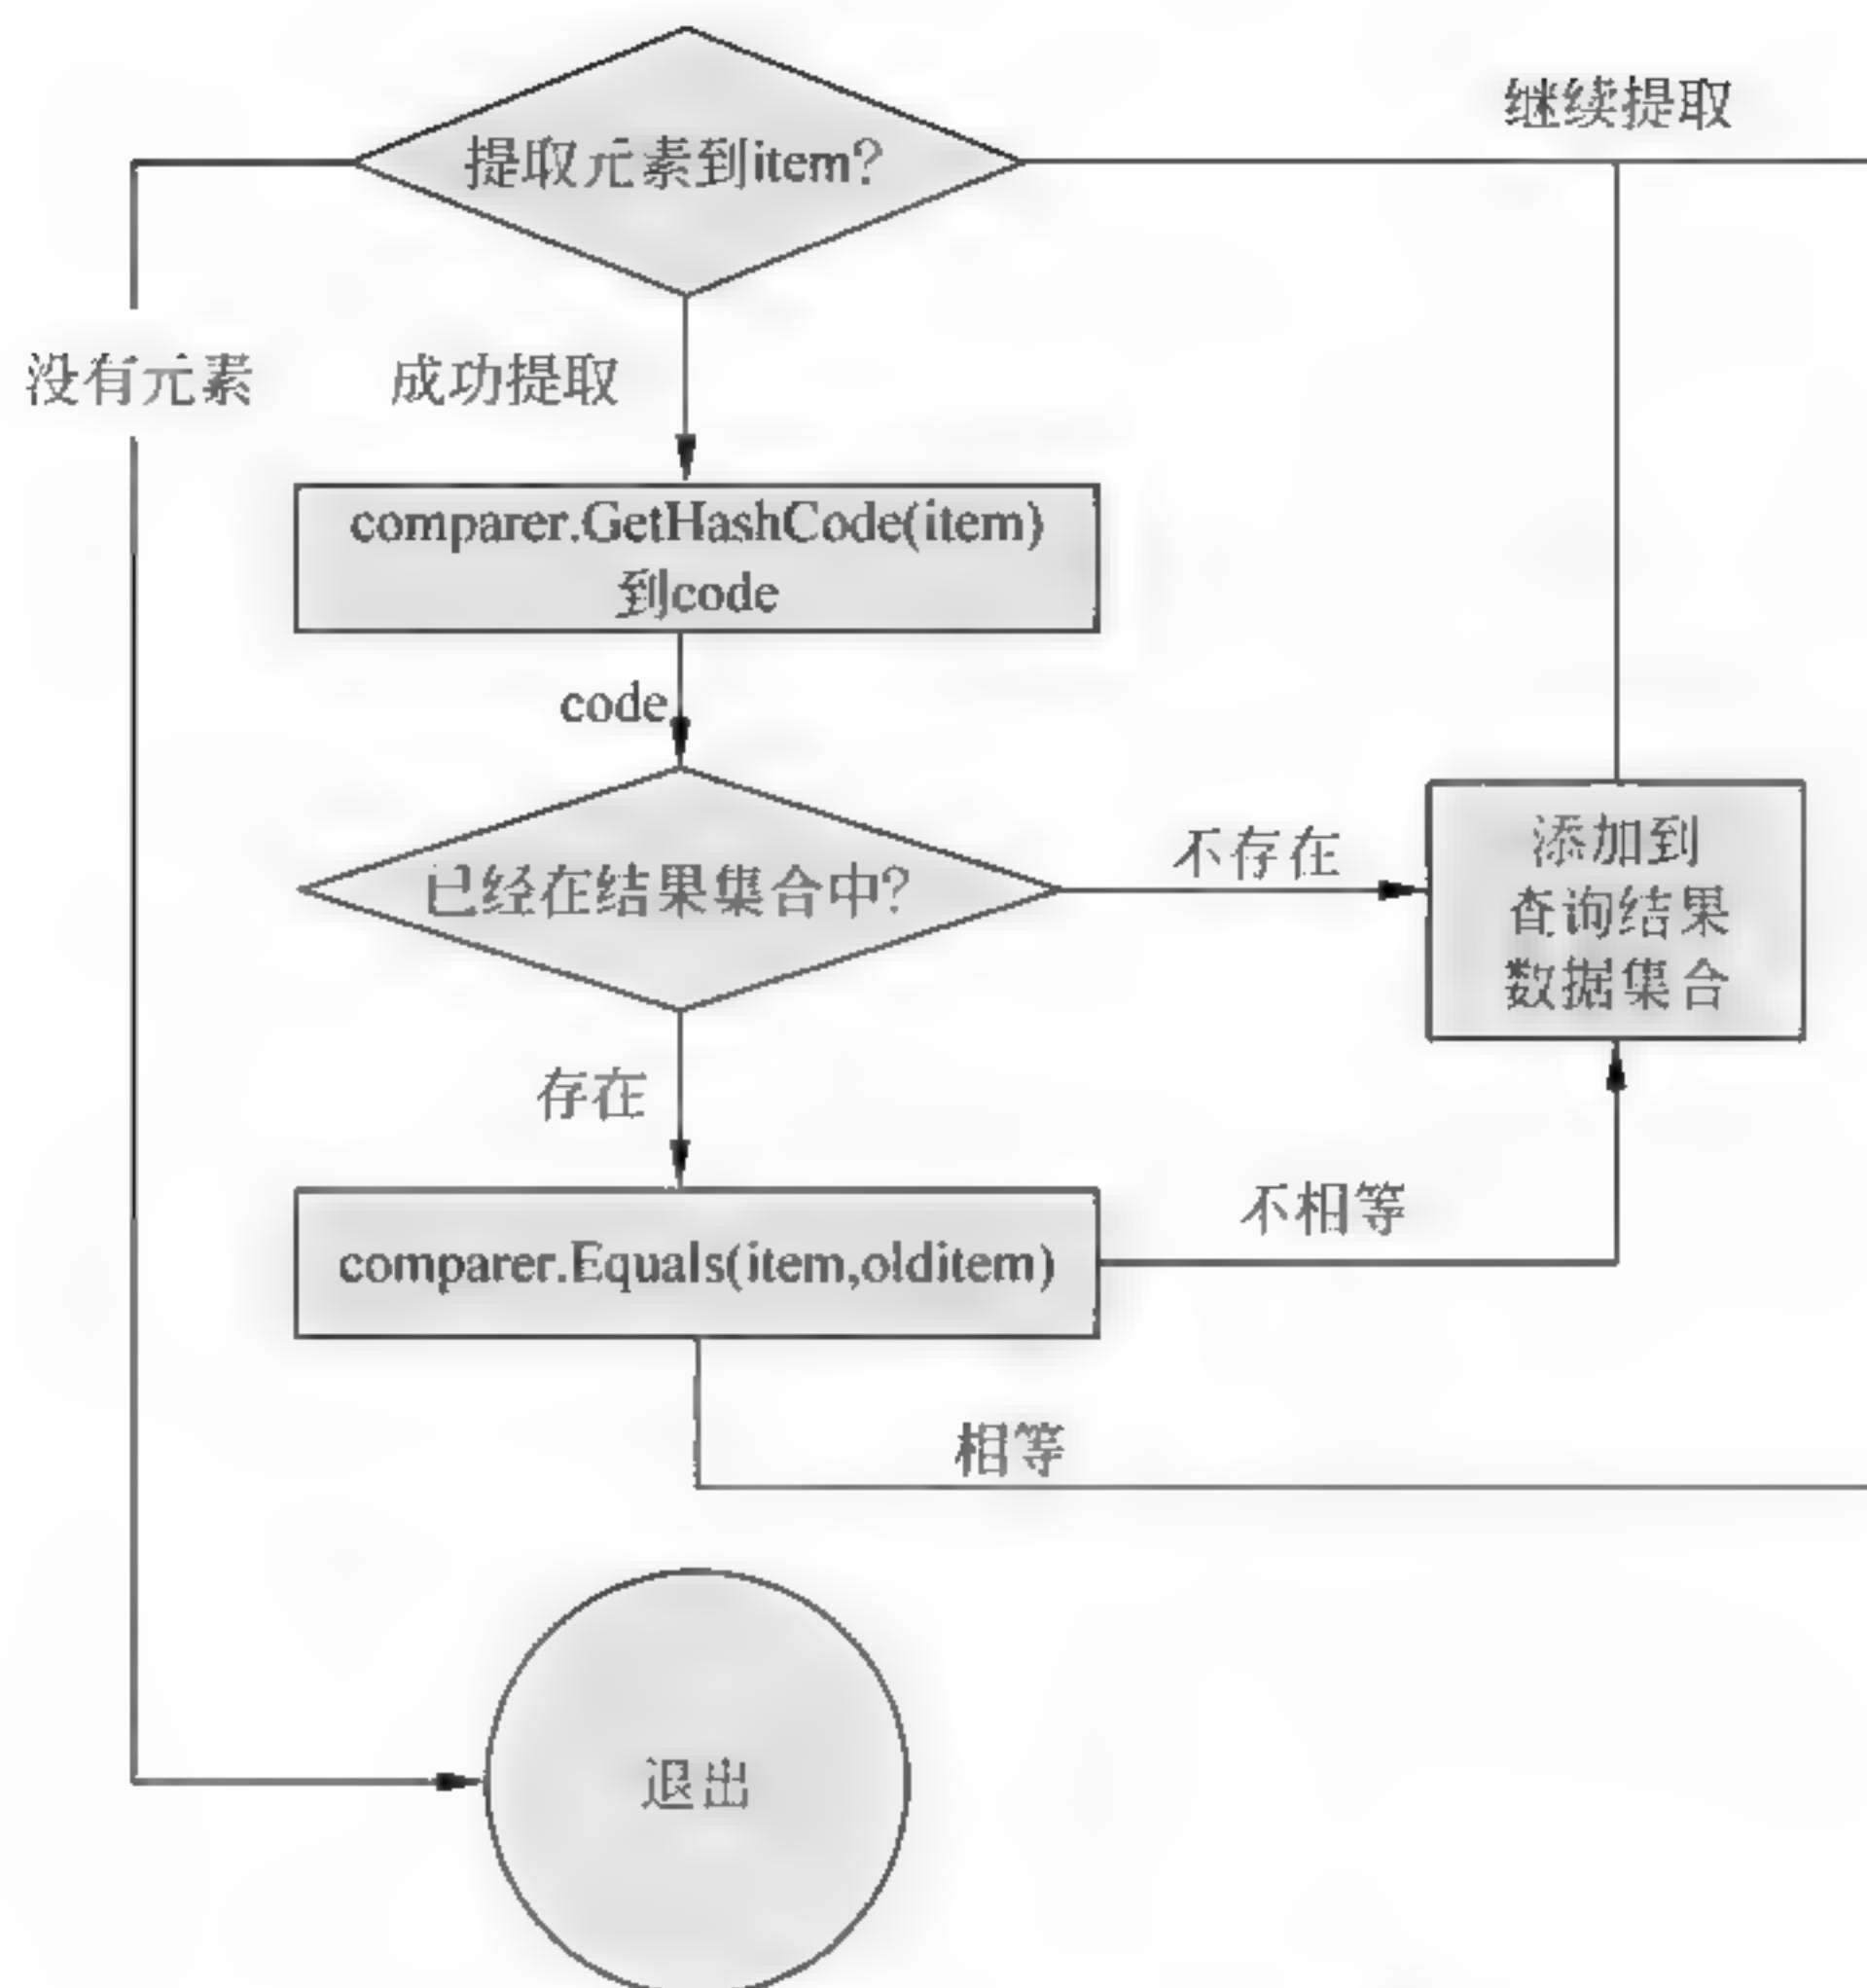 继续提取
提取元素到item?
没有元素
成功提取
comparer.GetHashCode(item)
到code
code
已经在结果集合中?
不存在
添加到
查询结果
数据集合
存在
不相等
comparer.Equals(item,olditem)
相等
退出